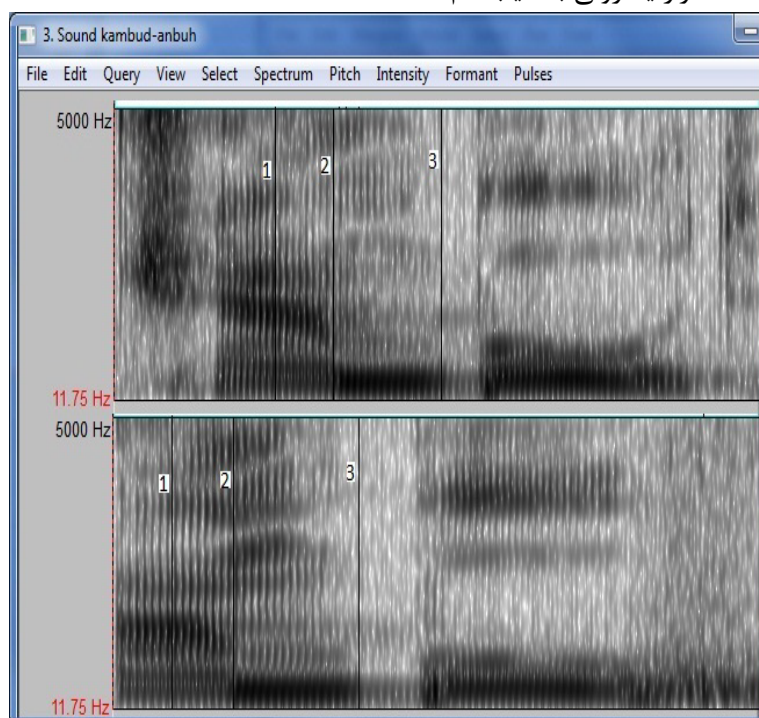 3. Sound kambud-anbuh
File Edit Query View Select Spectrum Pitch Intensity Formant Pulses
5000 Hz
1 2 3
11.75 Hz
5000 Hz
1 2 3
11.75 Hz